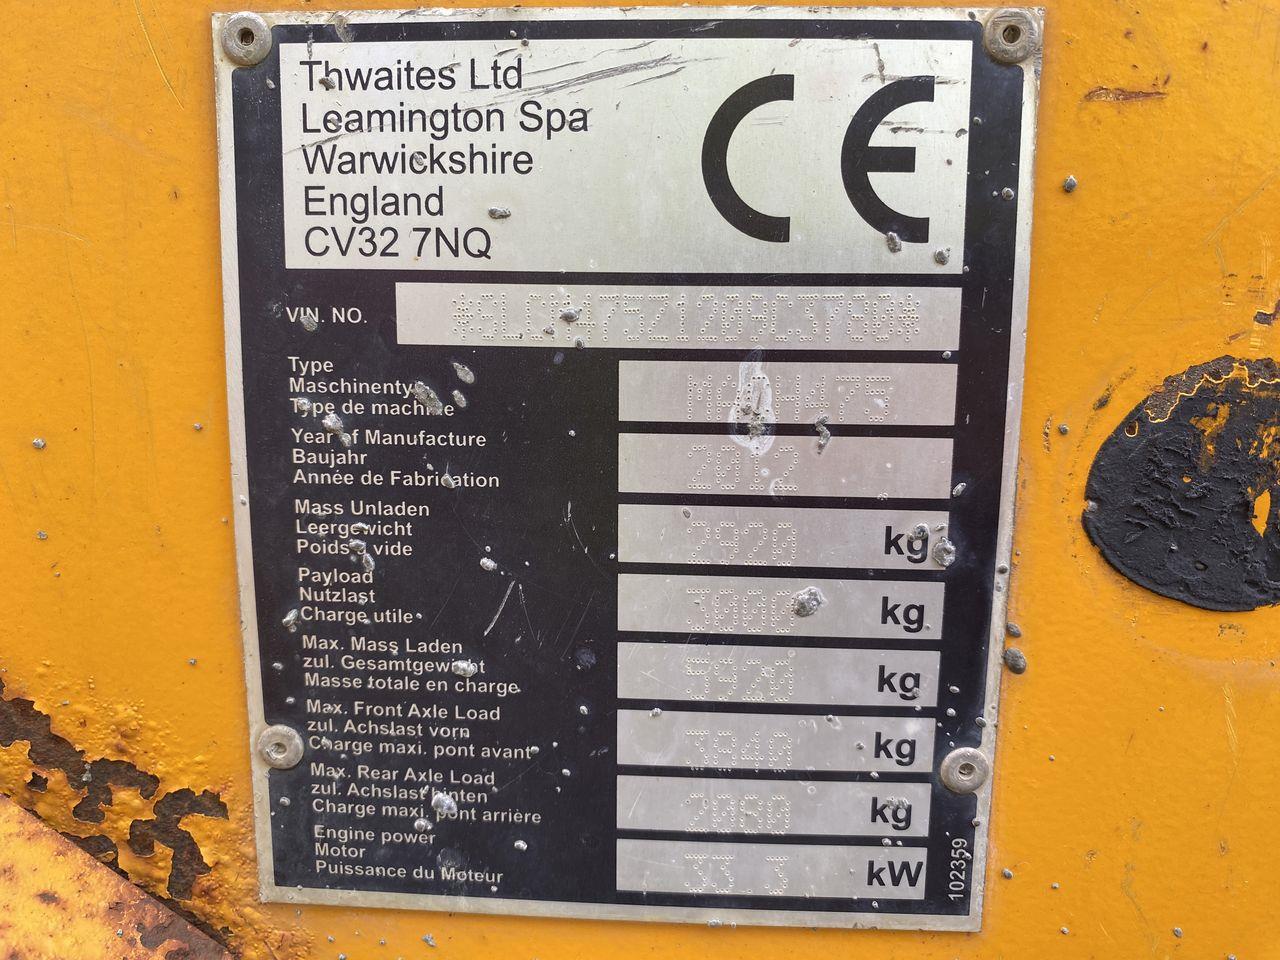 Thwaites Ltd
Leamington Spa
Warwickshire
England
CV32 7NQ
CE
VIN. NO.
Type
Maschinentyp
Type de machine
Year of Manufacture
Baujahr
Année de Fabrication
2012
Mass Unladen
Leergewicht
Poids à vide
2920 kg
Payload
Nutzlast
Charge utile
3000 kg
Max. Mass Laden
zul. Gesamtgewicht
Masse totale en charge
5920 kg
Max. Front Axle Load
zul. Achslast vorn
Charge maxi. pont avant
kg
Max. Rear Axle Load
zul. Achslast hinten
Charge maxi. pont arrière
kg
Engine power
Motor
Puissance du Moteur
kW
102359